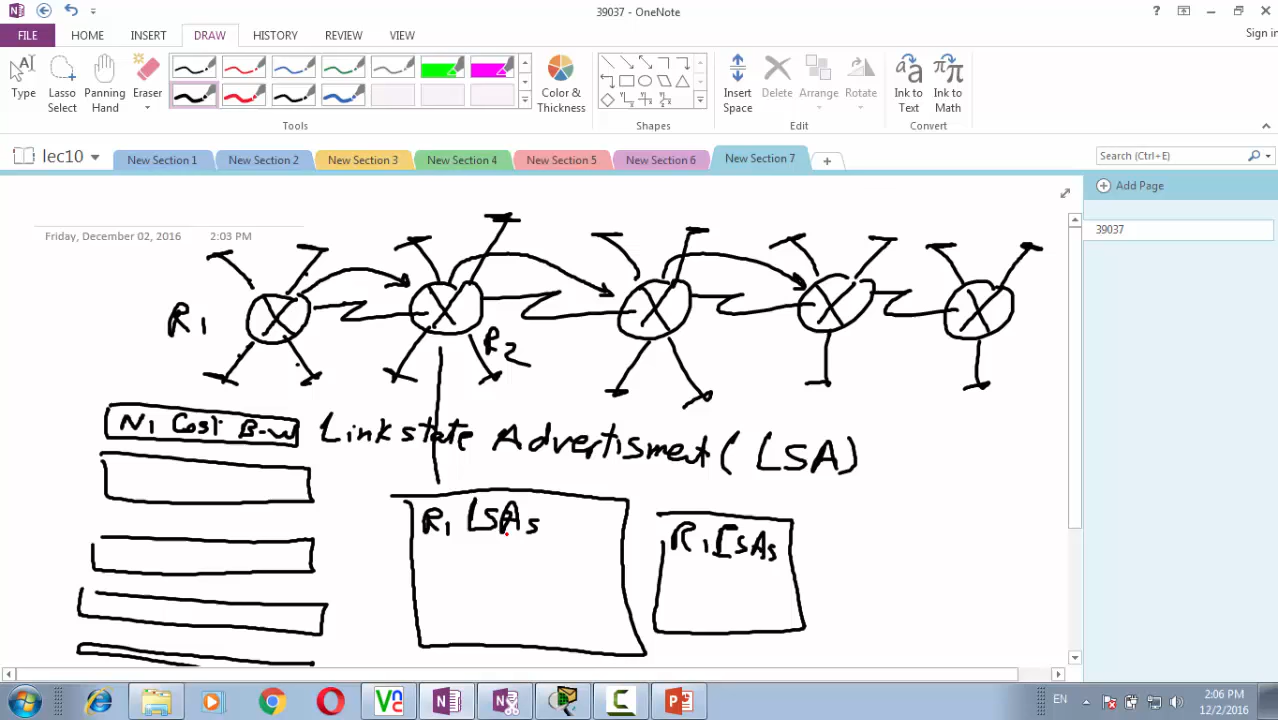 39037 - OneNote
Sign in
FILE HOME INSERT DRAW HISTORY REVIEW VIEW
Type
Lasso Select
Panning Hand
Eraser
Color & Thickness
Insert Space
Delete
Arrange
Rotate
Ink to Text
Ink to Math
Tools
Shapes
Edit
Convert
lec10
New Section 1
New Section 2
New Section 3
New Section 4
New Section 5
New Section 6
New Section 7
Search (Ctrl+E)
Add Page
39037
Friday, December 02, 2016 2:03 PM
R1
R2
N1 Cost B-w
Linkstate Advertisment (LSA)
R1 LSAs
R1 LSAs
EN
2:06 PM
12/2/2016